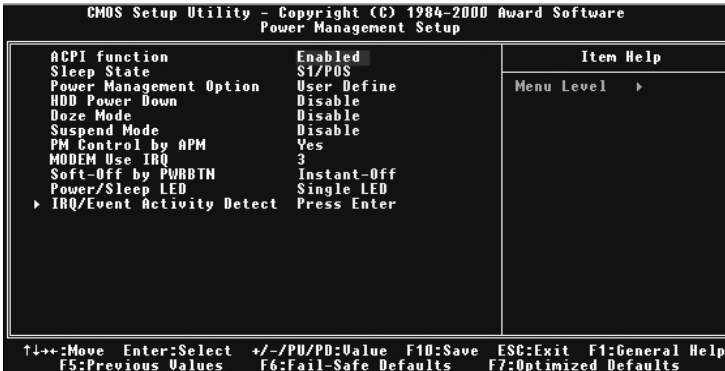 CMOS Setup Utility - Copyright (C) 1984-2000 Award Software
Power Management Setup
ACPI function Enabled
Sleep State S1/POS
Power Management Option User Define
HDD Power Down Disable
Doze Mode Disable
Suspend Mode Disable
PM Control by APM Yes
MODEM Use IRQ 3
Soft-Off by PWRBTN Instant-Off
Power/Sleep LED Single LED
▸ IRQ/Event Activity Detect Press Enter
Item Help
Menu Level ▸
↑↓→←:Move Enter:Select +/-/PU/PD:Value F10:Save ESC:Exit F1:General Help
F5:Previous Values F6:Fail-Safe Defaults F7:Optimized Defaults